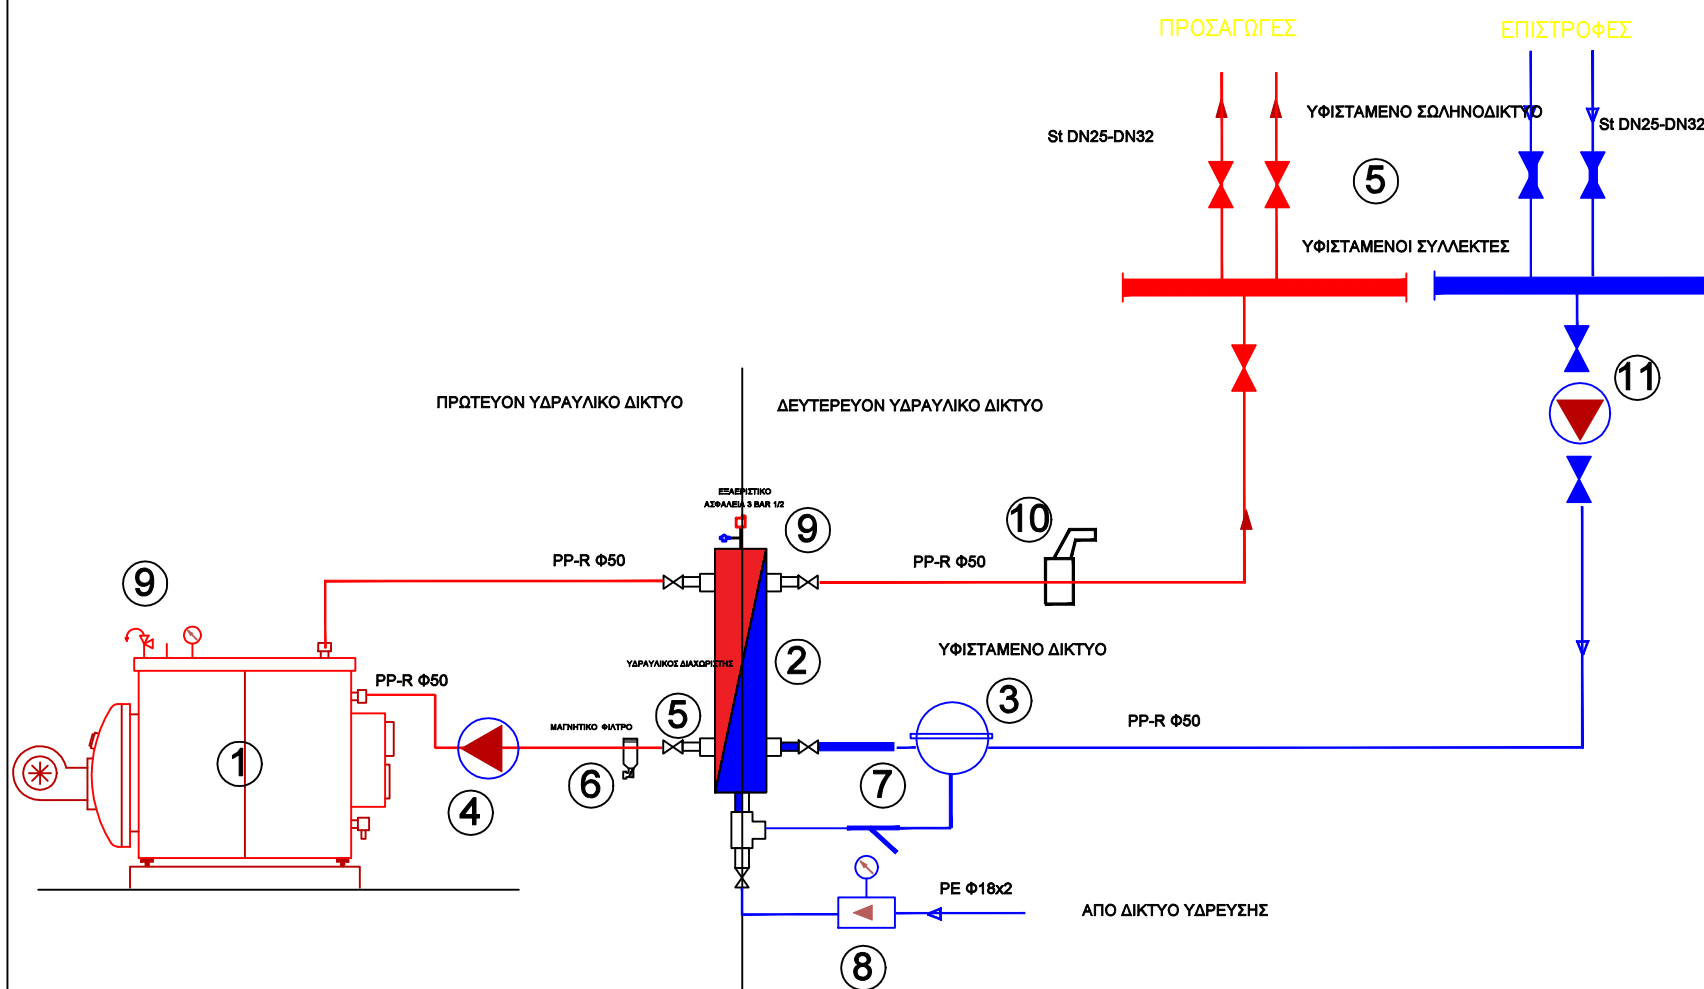 ΠΡΟΣΑΓΩΓΕΣ
ΕΠΙΣΤΡΟΦΕΣ
ΥΦΙΣΤΑΜΕΝΟ ΣΩΛΗΝΟΔΙΚΤΥΟ
St DN25-DN32
St DN25-DN32
5
ΥΦΙΣΤΑΜΕΝΟΙ ΣΥΛΛΕΚΤΕΣ
11
ΠΡΩΤΕΥΟΝ ΥΔΡΑΥΛΙΚΟ ΔΙΚΤΥΟ
ΔΕΥΤΕΡΕΥΟΝ ΥΔΡΑΥΛΙΚΟ ΔΙΚΤΥΟ
ΕΞΑΕΡΙΣΤΙΚΟ
ΑΣΦΑΛΕΙΑ 3 BAR 1/2
9
10
PP-R Φ50
PP-R Φ50
9
ΥΦΙΣΤΑΜΕΝΟ ΔΙΚΤΥΟ
ΥΔΡΑΥΛΙΚΟΣ ΔΙΑΧΩΡΙΣΤΗΣ
2
PP-R Φ50
3
5
ΜΑΓΝΗΤΙΚΟ ΦΙΛΤΡΟ
PP-R Φ50
1
6
7
4
PE Φ18x2
ΑΠΟ ΔΙΚΤΥΟ ΥΔΡΕΥΣΗΣ
8